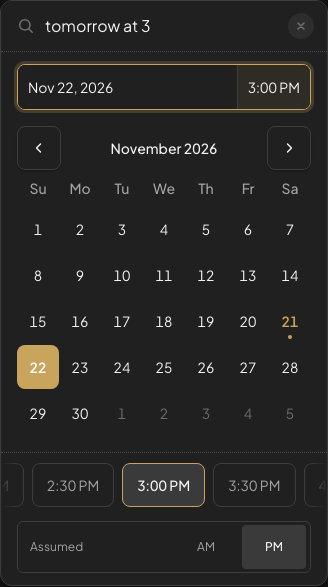 tomorrow at 3
Nov 22, 2026 3:00 PM
November 2026
Su Mo Tu We Th Fr Sa
1 2 3 4 5 6 7
8 9 10 11 12 13 14
15 16 17 18 19 20 21
22 23 24 25 26 27 28
29 30 1 2 3 4 5
2:30 PM 3:00 PM 3:30 PM
Assumed AM PM